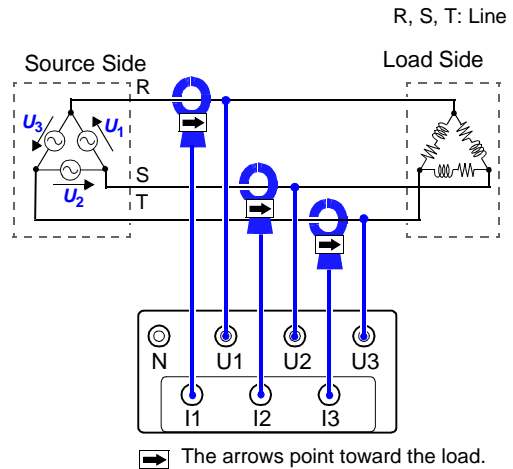 R, S, T: Line
Source Side
Load Side
R
U3
U1
S
U2
T
N
U1
U2
U3
I1
I2
I3
The arrows point toward the load.